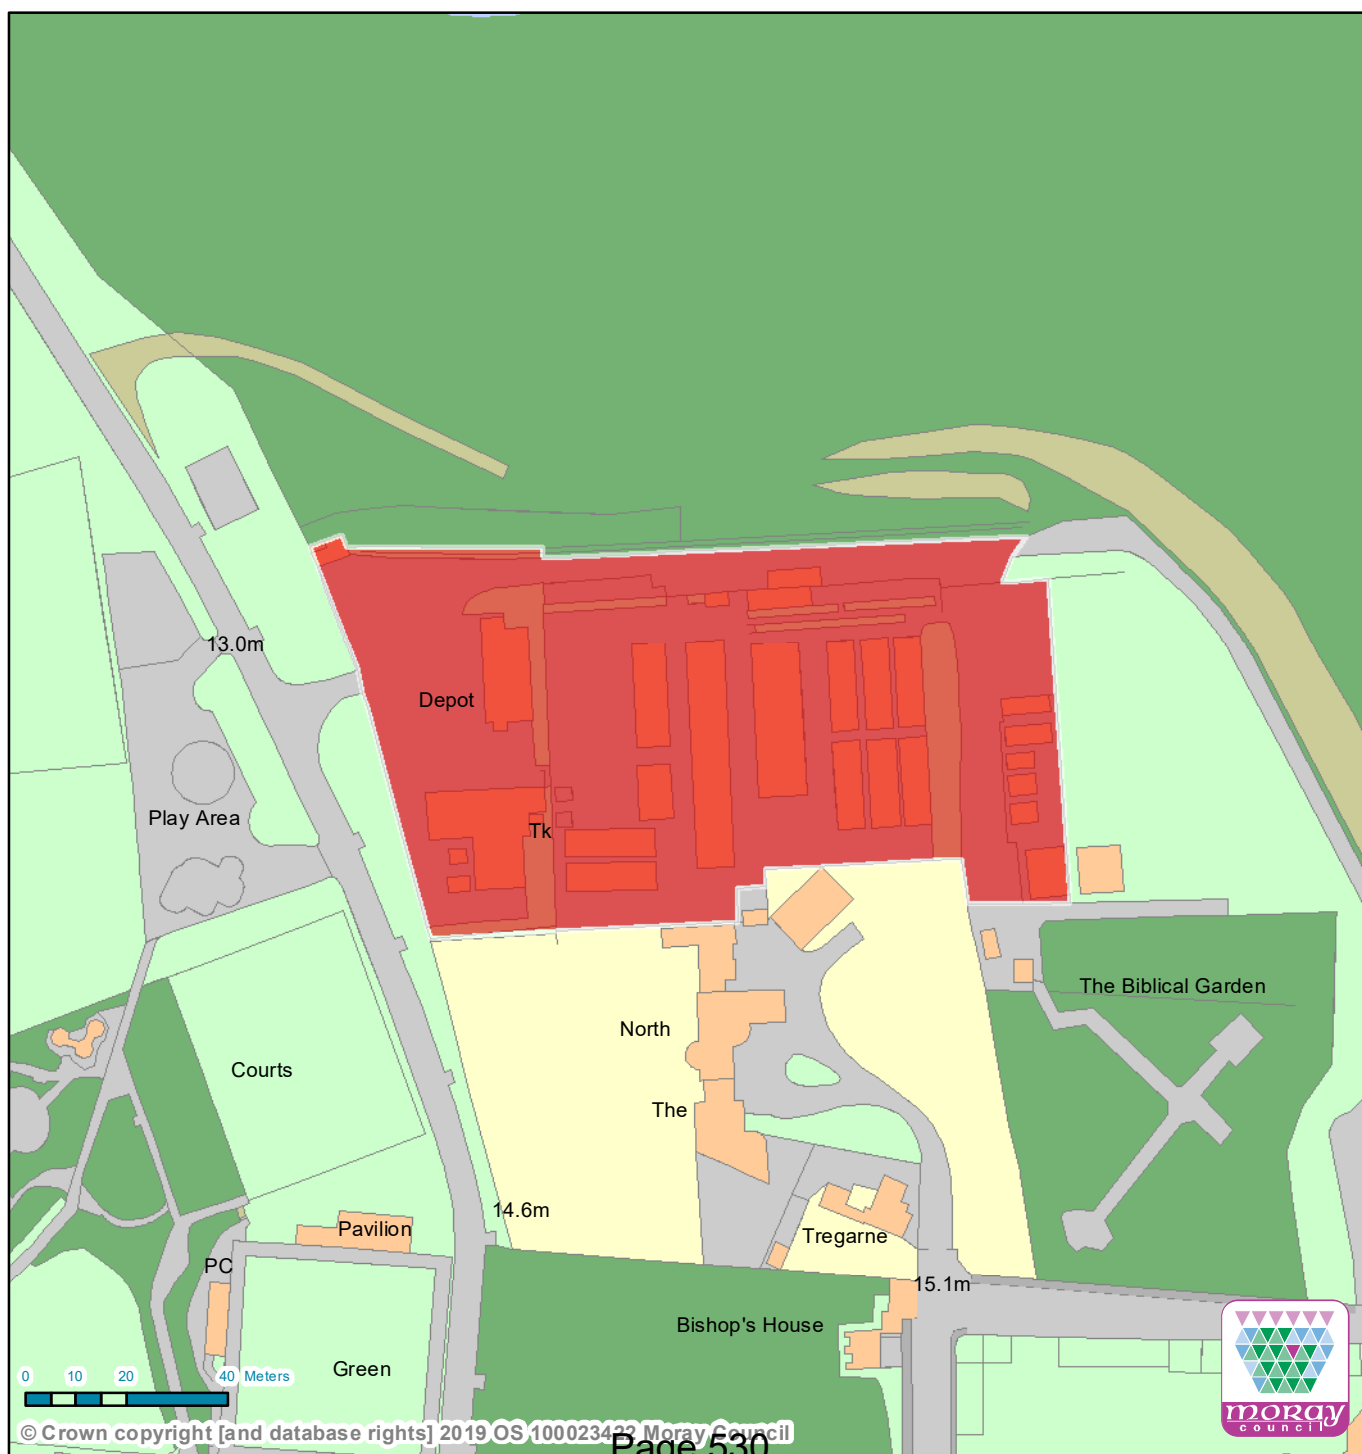 13.0m
Depot
Play Area
Tk
The Biblical Garden
North
Courts
The
14.6m
Pavilion
Tregarne
PC
15.1m
Bishop's House
Green
0 10 20 40 Meters
moray
council
© Crown copyright [and database rights] 2019 OS 100023422 Moray Council
Page 530